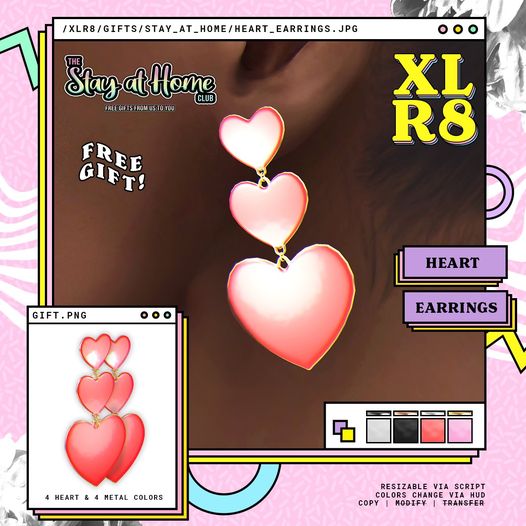 /XLR8/GIFTS/STAY_AT_HOME/HEART_EARRINGS.JPG
THE
Stay at Home
CLUB
FREE GIFTS FROM US TO YOU
XL
R8
FREE
GIFT!
HEART
EARRINGS
GIFT.PNG
4 HEART & 4 METAL COLORS
RESIZABLE VIA SCRIPT
COLORS CHANGE VIA HUD
COPY | MODIFY | TRANSFER